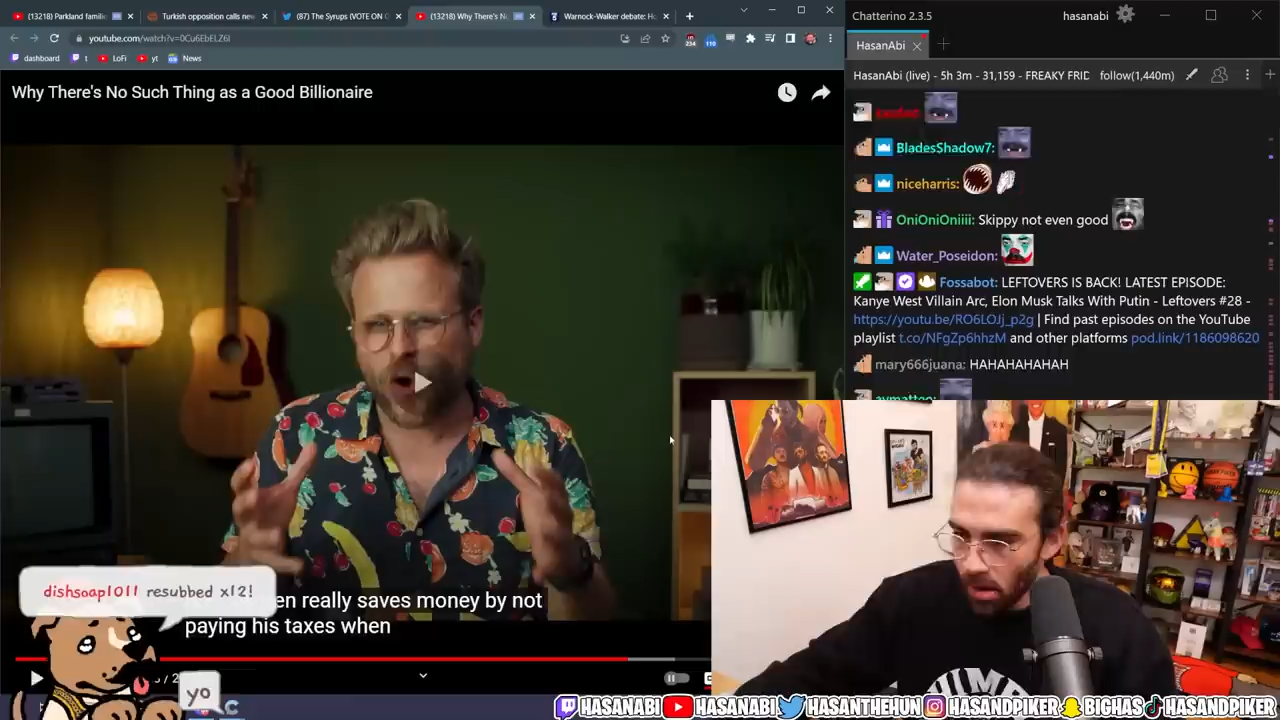 (13218) Parkland familie
Turkish opposition calls new
(87) The Syrups (VOTE ON O
(13218) Why There's No
Warnock-Walker debate: Ho
youtube.com/watch?v=0Cu6EbELZ6I
dashboard
t
LoFi
yt
News
Why There's No Such Thing as a Good Billionaire
en really saves money by not
paying his taxes when
dishsoap1011 resubbed x12!
yo
Chatterino 2.3.5
hasanabi
HasanAbi
HasanAbi (live) - 5h 3m - 31,159 - FREAKY FRID
follow(1,440m)
BladesShadow7:
niceharris:
OniOniOniiii: Skippy not even good
Water_Poseidon:
Fossabot: LEFTOVERS IS BACK! LATEST EPISODE:
Kanye West Villain Arc, Elon Musk Talks With Putin - Leftovers #28 -
https://youtu.be/RO6LOJj_p2g | Find past episodes on the YouTube
playlist t.co/NFgZp6hhzM and other platforms pod.link/1186098620
mary666juana: HAHAHAHAHAH
HASANABI
HASANABI
HASANTHEHUN
HASANDPIKER
BIGHAS
HASANDPIKER